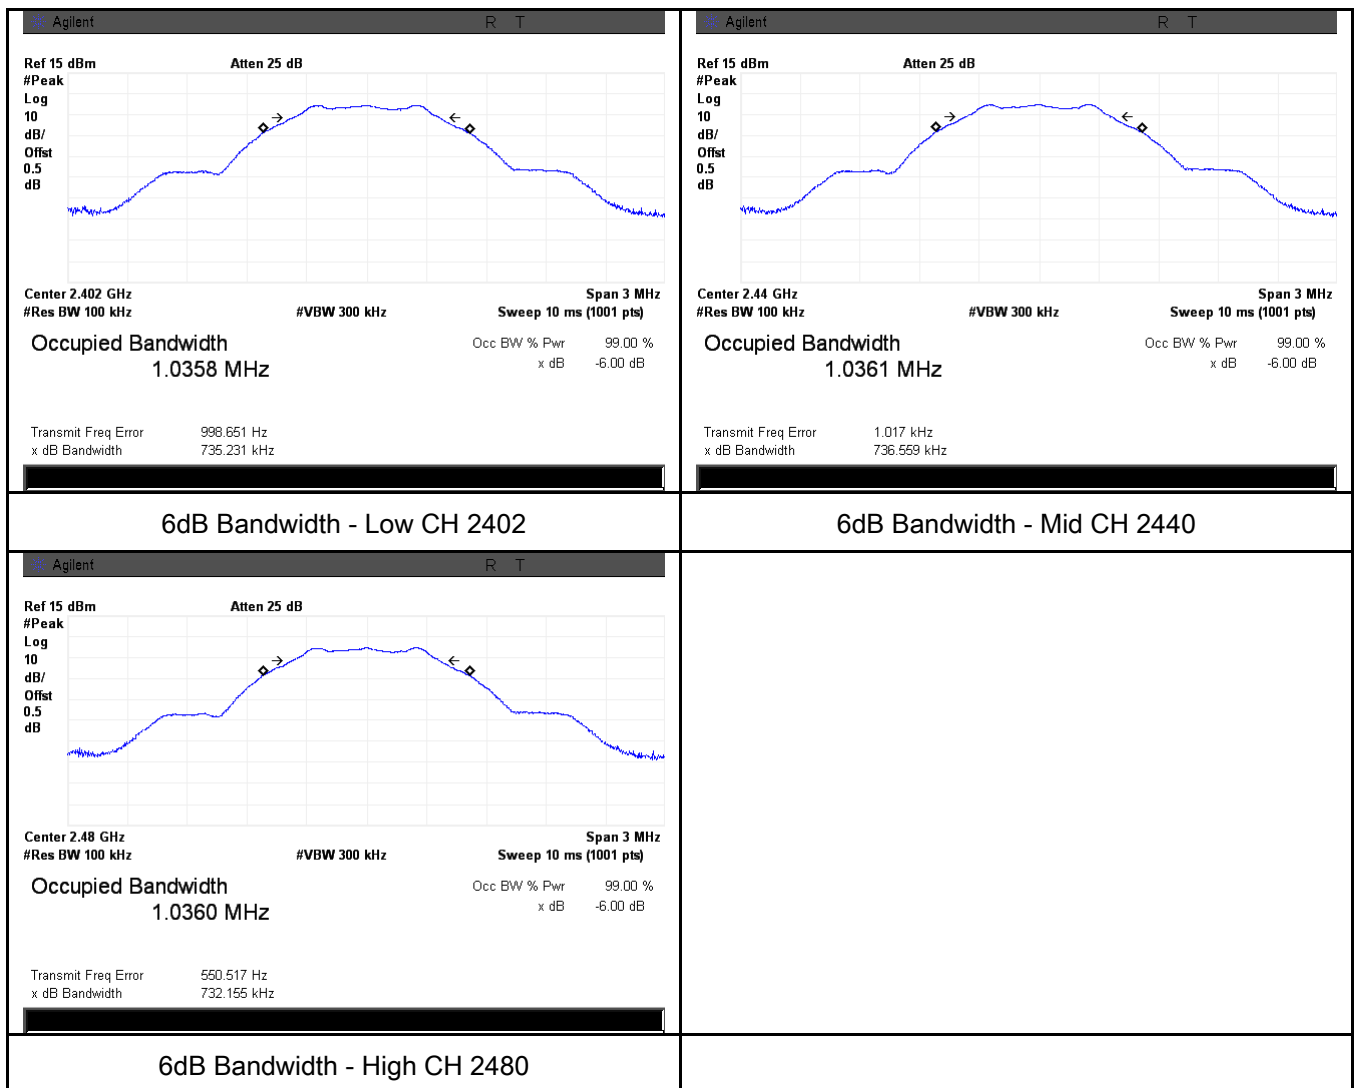 Agilent R T
Ref 15 dBm Atten 25 dB
#Peak
Log
10
dB/
Offst
0.5
dB
Center 2.402 GHz Span 3 MHz
#Res BW 100 kHz #VBW 300 kHz Sweep 10 ms (1001 pts)
Occupied Bandwidth Occ BW % Pwr 99.00 %
1.0358 MHz x dB -6.00 dB
Transmit Freq Error 998.651 Hz
x dB Bandwidth 735.231 kHz
6dB Bandwidth - Low CH 2402
Agilent R T
Ref 15 dBm Atten 25 dB
#Peak
Log
10
dB/
Offst
0.5
dB
Center 2.44 GHz Span 3 MHz
#Res BW 100 kHz #VBW 300 kHz Sweep 10 ms (1001 pts)
Occupied Bandwidth Occ BW % Pwr 99.00 %
1.0361 MHz x dB -6.00 dB
Transmit Freq Error 1.017 kHz
x dB Bandwidth 736.559 kHz
6dB Bandwidth - Mid CH 2440
Agilent R T
Ref 15 dBm Atten 25 dB
#Peak
Log
10
dB/
Offst
0.5
dB
Center 2.48 GHz Span 3 MHz
#Res BW 100 kHz #VBW 300 kHz Sweep 10 ms (1001 pts)
Occupied Bandwidth Occ BW % Pwr 99.00 %
1.0360 MHz x dB -6.00 dB
Transmit Freq Error 550.517 Hz
x dB Bandwidth 732.155 kHz
6dB Bandwidth - High CH 2480